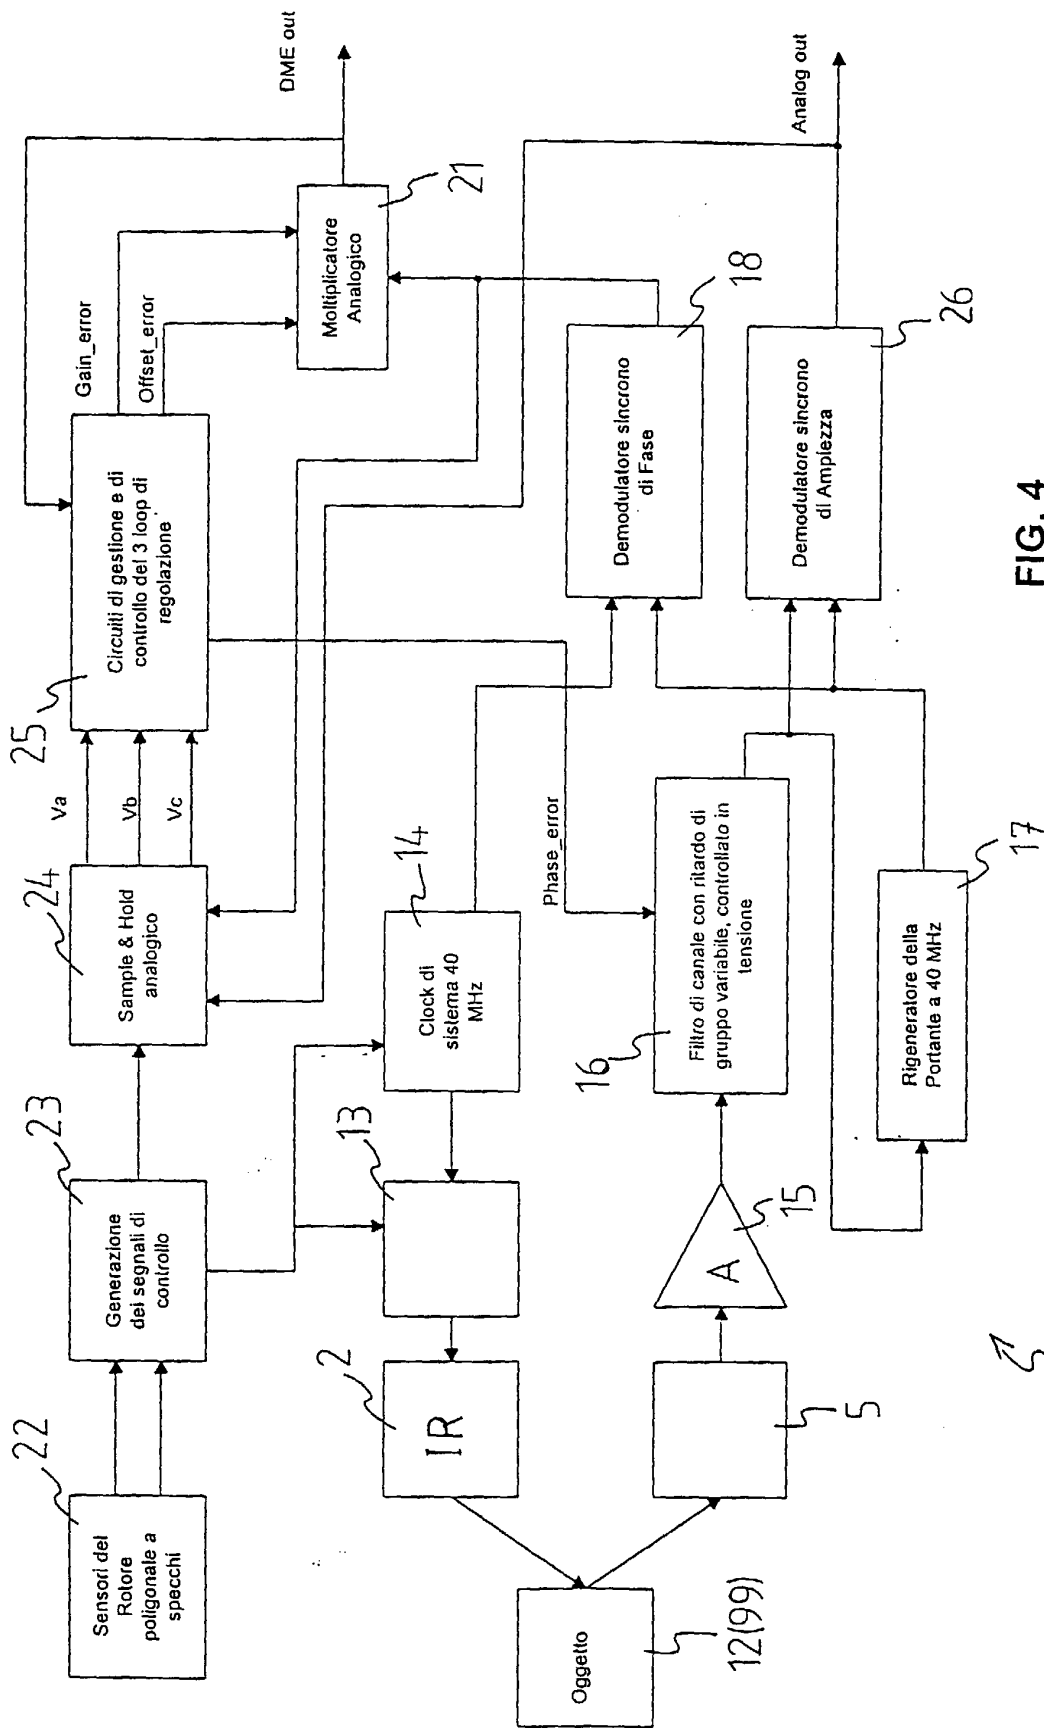 22
Sensori del
Rotore
poligonale a
specchi
23
Generazione
dei segnali di
controllo
24
Sample & Hold
analogico
Va
Vb
Vc
25
Circuiti di gestione e di
controllo del 3 loop di
regolazione
Gain_error
Offset_error
DME out
Moltiplicatore
Analogico
21
2
IR
13
14
Clock di
sistema 40
MHz
Phase_error
Demodulatore sincrono
di Fase
18
Oggetto
12(99)
5
A
15
16
Filtro di canale con ritardo di
gruppo variabile, controllato in
tensione
Rigeneratore della
Portante a 40 MHz
17
Demodulatore sincrono
di Ampiezza
26
Analog out
FIG. 4